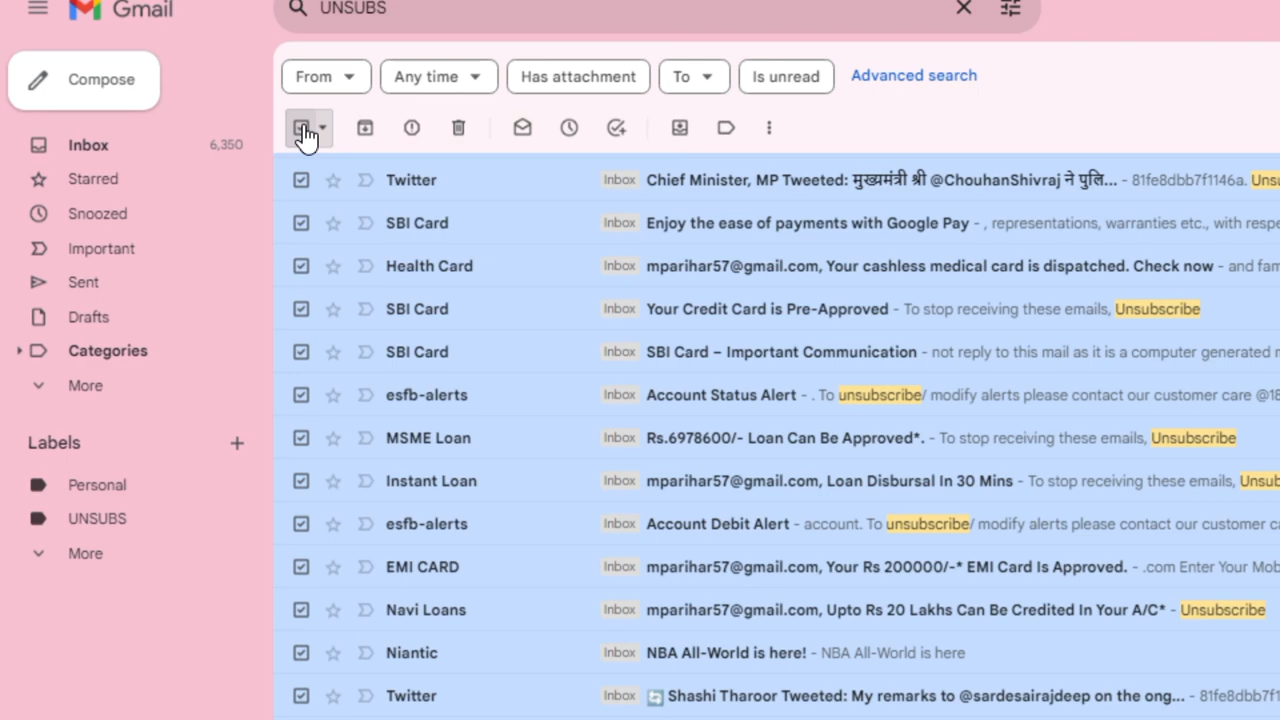 Gmail
UNSUBS
Compose
From Any time Has attachment To Is unread Advanced search
Inbox 6,350
Starred
Snoozed
Important
Sent
Drafts
Categories
More
Labels
Personal
UNSUBS
More
Twitter Inbox Chief Minister, MP Tweeted: मुख्यमंत्री श्री @ChouhanShivraj ने पुलि... - 81fe8dbb7f1146a. Unsu
SBI Card Inbox Enjoy the ease of payments with Google Pay - , representations, warranties etc., with respe
Health Card Inbox mparihar57@gmail.com, Your cashless medical card is dispatched. Check now - and fam
SBI Card Inbox Your Credit Card is Pre-Approved - To stop receiving these emails, Unsubscribe
SBI Card Inbox SBI Card – Important Communication - not reply to this mail as it is a computer generated m
esfb-alerts Inbox Account Status Alert - . To unsubscribe/ modify alerts please contact our customer care @18
MSME Loan Inbox Rs.6978600/- Loan Can Be Approved*. - To stop receiving these emails, Unsubscribe
Instant Loan Inbox mparihar57@gmail.com, Loan Disbursal In 30 Mins - To stop receiving these emails, Unsub
esfb-alerts Inbox Account Debit Alert - account. To unsubscribe/ modify alerts please contact our customer ca
EMI CARD Inbox mparihar57@gmail.com, Your Rs 200000/-* EMI Card Is Approved. - .com Enter Your Mob
Navi Loans Inbox mparihar57@gmail.com, Upto Rs 20 Lakhs Can Be Credited In Your A/C* - Unsubscribe
Niantic Inbox NBA All-World is here! - NBA All-World is here
Twitter Inbox Shashi Tharoor Tweeted: My remarks to @sardesairajdeep on the ong... - 81fe8dbb7f1